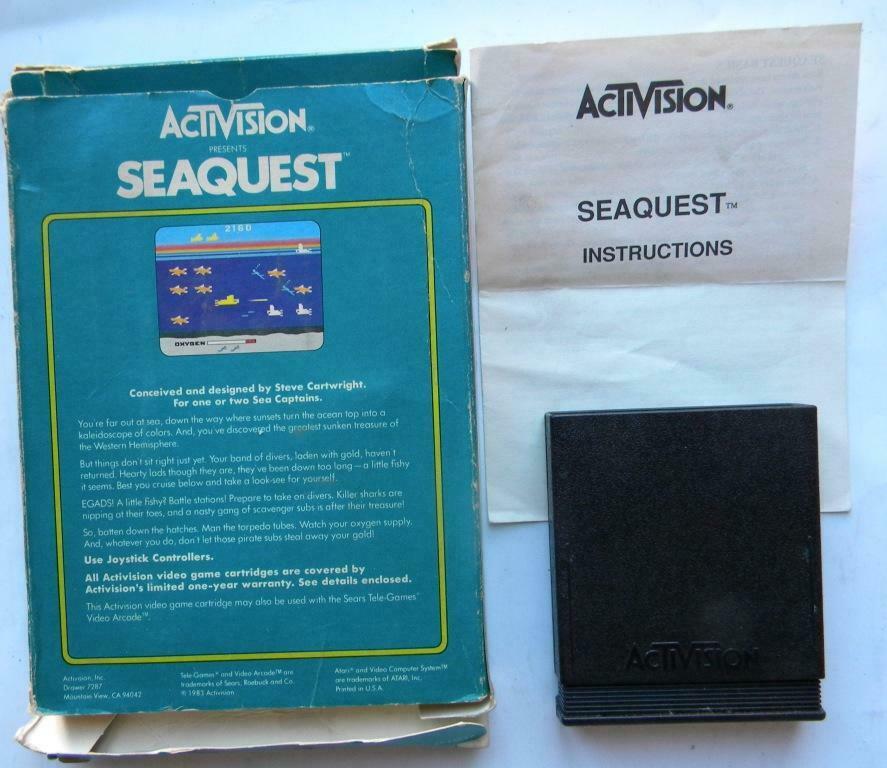 ACTIVISION®
PRESENTS
SEAQUEST™
2160
OXYGEN
Conceived and designed by Steve Cartwright.
For one or two Sea Captains.
You're far out at sea, down the way where sunsets turn the ocean top into a
kaleidoscope of colors. And, you've discovered the greatest sunken treasure of
the Western Hemisphere.
But things don't sit right just yet. Your band of divers, laden with gold, haven't
returned. Hearty lads though they are, they've been down too long—a little fishy
it seems. Best you cruise below and take a look-see for yourself.
EGADS! A little fishy? Battle stations! Prepare to take on divers. Killer sharks are
nipping at their toes, and a nasty gang of scavenger subs is after their treasure!
So, batten down the hatches. Man the torpedo tubes. Watch your oxygen supply.
And, whatever you do, don't let those pirate subs steal away your gold!
Use Joystick Controllers.
All Activision video game cartridges are covered by
Activision's limited one-year warranty. See details enclosed.
This Activision video game cartridge may also be used with the Sears Tele-Games®
Video Arcade™.
Activision, Inc.
Drawer 7287
Mountain View, CA 94042
Tele-Games® and Video Arcade™ are
trademarks of Sears, Roebuck and Co.
© 1983 Activision
Atari® and Video Computer System™
are trademarks of ATARI, Inc.
Printed in U.S.A.
ACTIVISION®
SEAQUEST™
INSTRUCTIONS
ACTIVISION